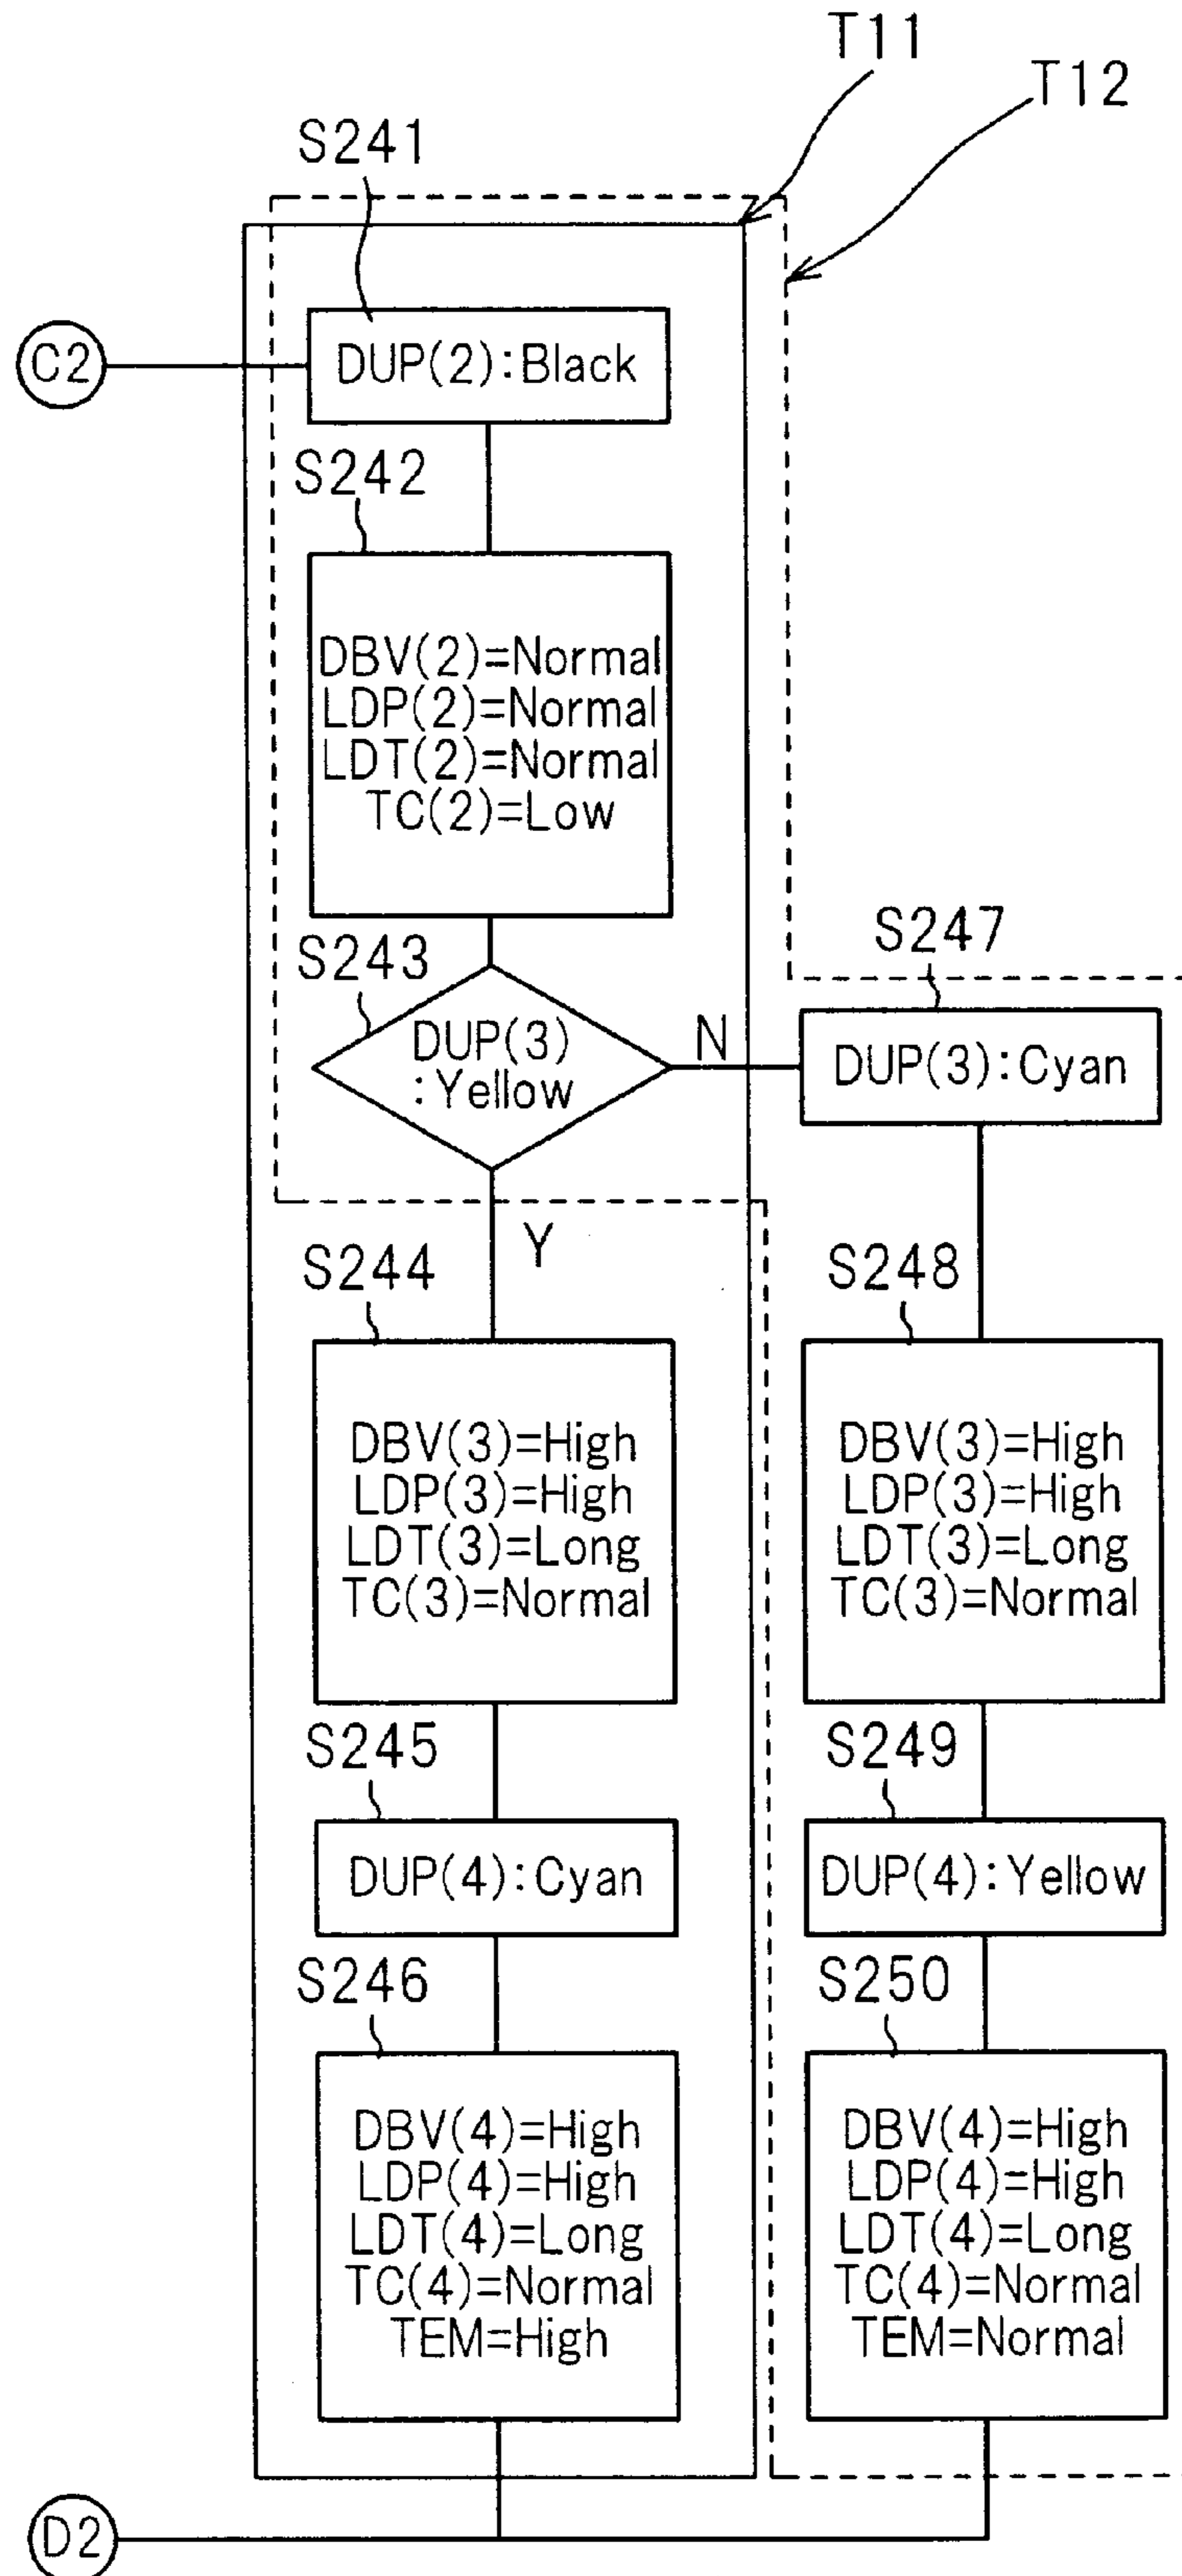 T11
T12
S241
C2
DUP(2):Black
S242
DBV(2)=Normal
LDP(2)=Normal
LDT(2)=Normal
TC(2)=Low
S243
DUP(3)
:Yellow
N
S247
DUP(3):Cyan
Y
S244
DBV(3)=High
LDP(3)=High
LDT(3)=Long
TC(3)=Normal
S248
DBV(3)=High
LDP(3)=High
LDT(3)=Long
TC(3)=Normal
S245
DUP(4):Cyan
S249
DUP(4):Yellow
S246
DBV(4)=High
LDP(4)=High
LDT(4)=Long
TC(4)=Normal
TEM=High
S250
DBV(4)=High
LDP(4)=High
LDT(4)=Long
TC(4)=Normal
TEM=Normal
D2